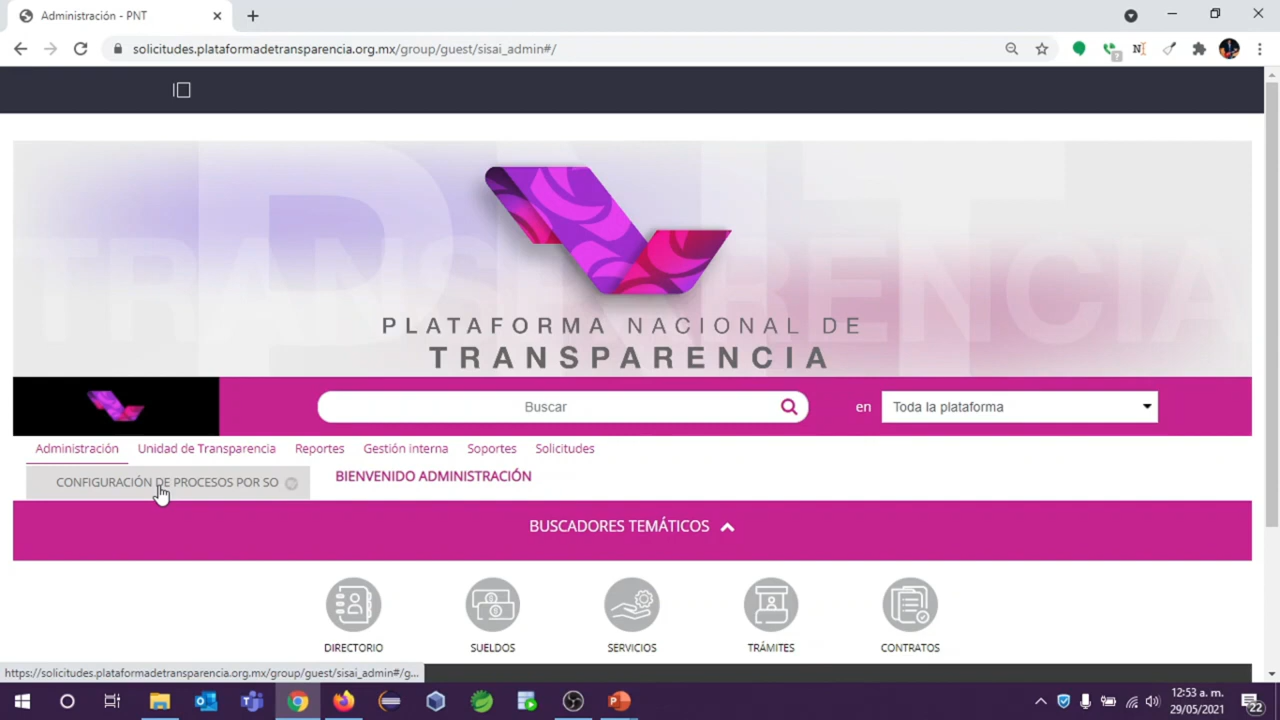 Administración - PNT
solicitudes.plataformadetransparencia.org.mx/group/guest/sisai_admin#/
PLATAFORMA NACIONAL DE
TRANSPARENCIA
Buscar
en
Toda la plataforma
Administración Unidad de Transparencia Reportes Gestión interna Soportes Solicitudes
CONFIGURACIÓN DE PROCESOS POR SO
BIENVENIDO ADMINISTRACIÓN
BUSCADORES TEMÁTICOS
DIRECTORIO SUELDOS SERVICIOS TRÁMITES CONTRATOS
https://solicitudes.plataformadetransparencia.org.mx/group/guest/sisai_admin#/g...
12:53 a. m.
29/05/2021
22